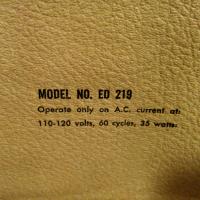 MODEL NO. ED 219
Operate only on A.C. current at:
110-120 volts, 60 cycles, 35 watts.